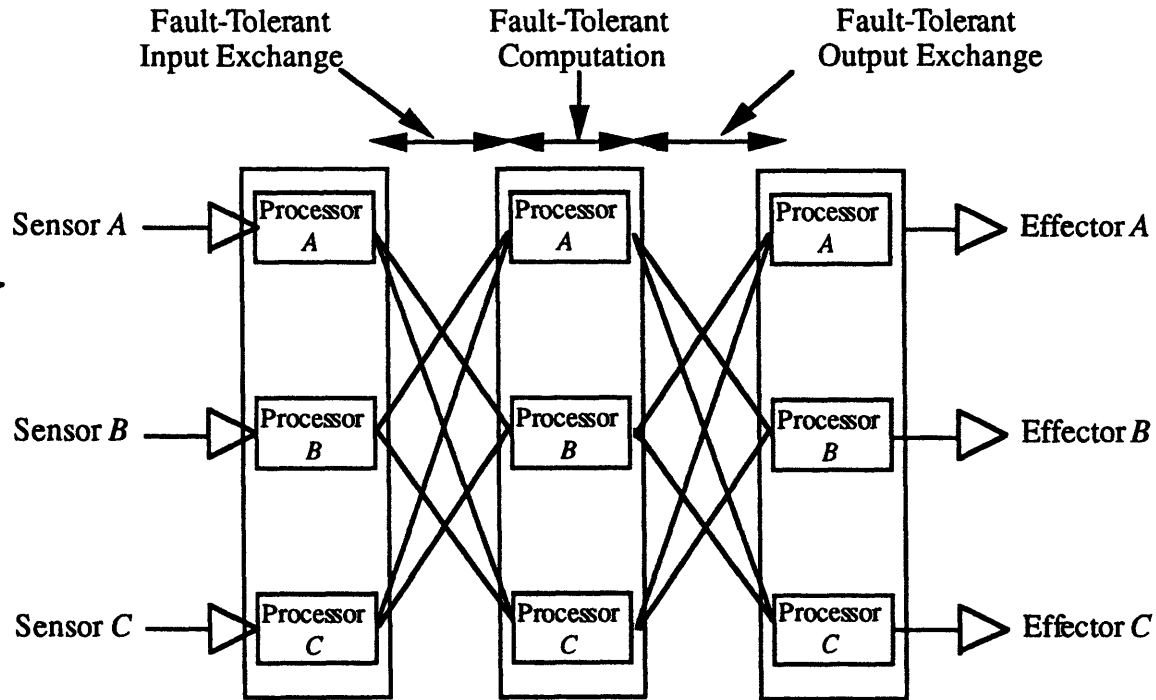 Fault-Tolerant
Input Exchange
Fault-Tolerant
Computation
Fault-Tolerant
Output Exchange
Sensor A
Processor
A
Processor
A
Processor
A
Effector A
Sensor B
Processor
B
Processor
B
Processor
B
Effector B
Sensor C
Processor
C
Processor
C
Processor
C
Effector C